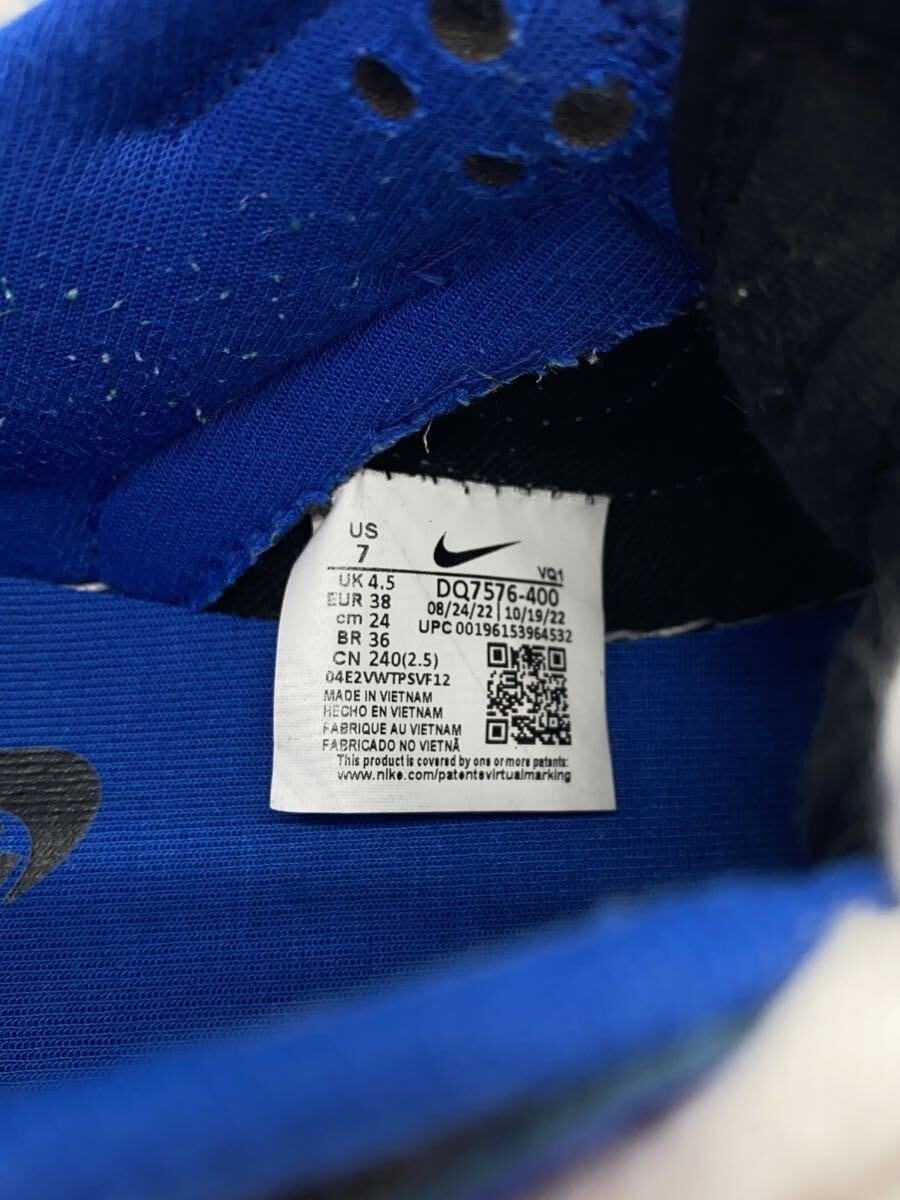 US
7
UK 4.5
EUR 38
cm 24
BR 36
CN 240(2.5)
VQ1
DQ7576-400
08/24/22 | 10/19/22
UPC 00196153964532
04E2VWTPSVF12
MADE IN VIETNAM
HECHO EN VIETNAM
FABRIQUE AU VIETNAM
FABRICADO NO VIETNÃ
This product is covered by one or more patents:
www.nike.com/patentsvirtualmarking